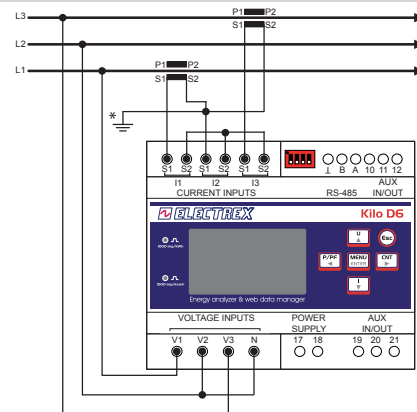 L3
P1 P2
S1 S2
L2
L1
P1 P2
S1 S2
*
S1 S2 S1 S2 S1 S2
⊥ B A 10 11 12
I1 I2 I3
AUX
CURRENT INPUTS RS-485 IN/OUT
ELECTREX Kilo D6
U
Esc
P/PF MENU CNT
ENTER
I
Energy analyzer & web data manager
VOLTAGE INPUTS POWER AUX
SUPPLY IN/OUT
V1 V2 V3 N 17 18 19 20 21